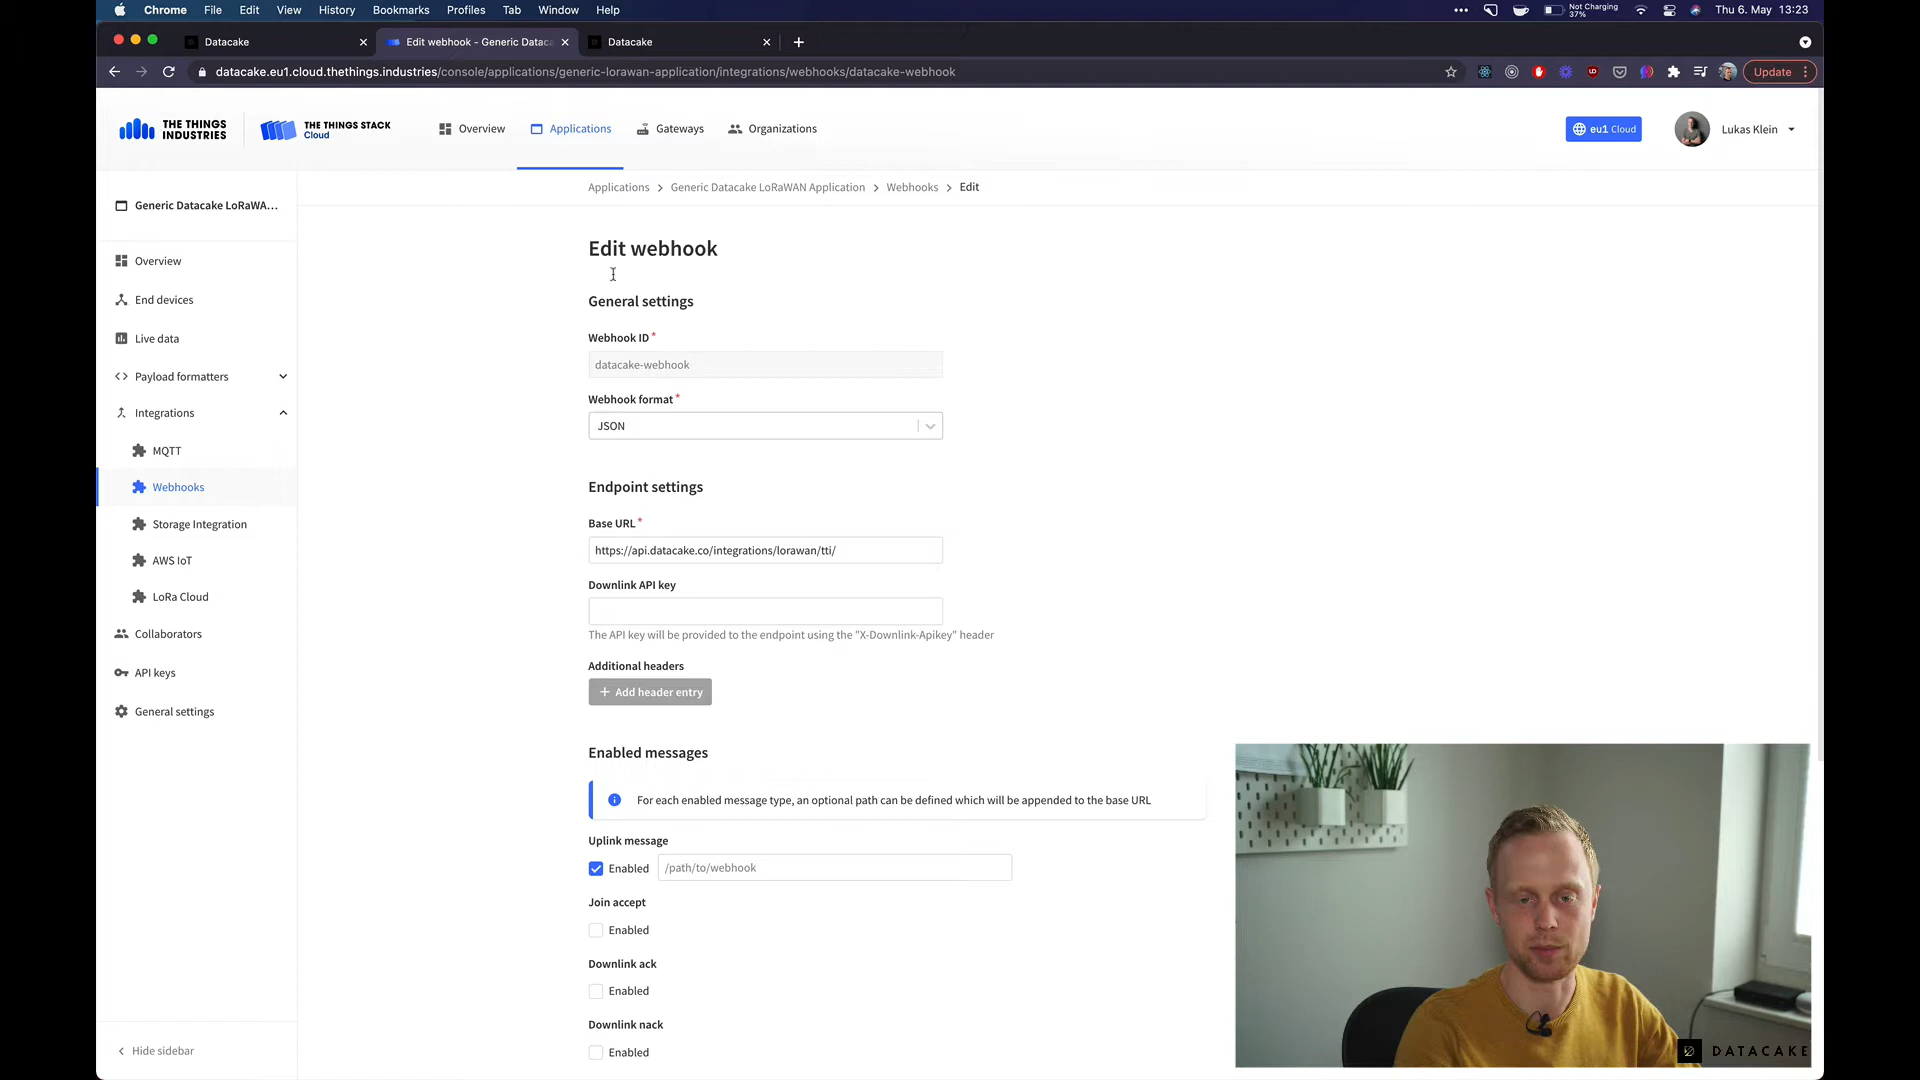 Chrome File Edit View History Bookmarks Profiles Tab Window Help
Not Charging
37%
Thu 6. May 13:23
Datacake
Edit webhook - Generic Datac
Datacake
datacake.eu1.cloud.thethings.industries/console/applications/generic-lorawan-application/integrations/webhooks/datacake-webhook
Update
THE THINGS
INDUSTRIES
THE THINGS STACK
Cloud
Overview
Applications
Gateways
Organizations
eu1 Cloud
Lukas Klein
Applications > Generic Datacake LoRaWAN Application > Webhooks > Edit
Generic Datacake LoRaWA...
Overview
End devices
Live data
Payload formatters
Integrations
MQTT
Webhooks
Storage Integration
AWS IoT
LoRa Cloud
Collaborators
API keys
General settings
Hide sidebar
Edit webhook
General settings
Webhook ID *
datacake-webhook
Webhook format *
JSON
Endpoint settings
Base URL *
https://api.datacake.co/integrations/lorawan/tti/
Downlink API key
The API key will be provided to the endpoint using the "X-Downlink-Apikey" header
Additional headers
+ Add header entry
Enabled messages
For each enabled message type, an optional path can be defined which will be appended to the base URL
Uplink message
Enabled
/path/to/webhook
Join accept
Enabled
Downlink ack
Enabled
Downlink nack
Enabled
DATACAKE